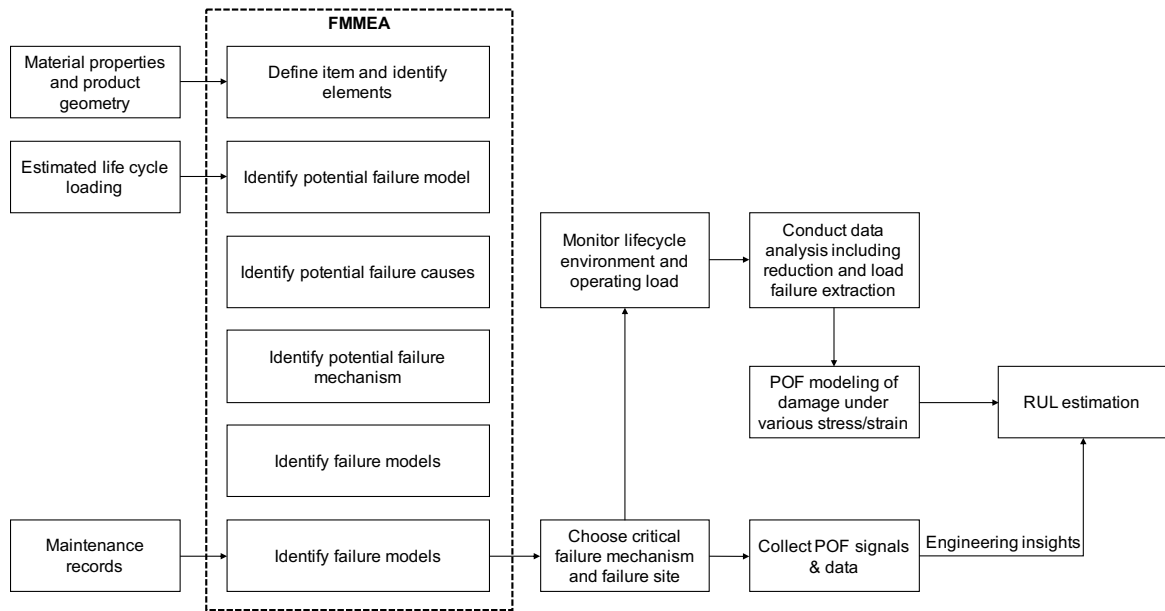 FMMEA
Material properties
and product
geometry
Define item and identify
elements
Estimated life cycle
loading
Identify potential failure model
Identify potential failure causes
Monitor lifecycle
environment and
operating load
Conduct data
analysis including
reduction and load
failure extraction
Identify potential failure
mechanism
POF modeling of
damage under
various stress/strain
RUL estimation
Identify failure models
Maintenance
records
Identify failure models
Choose critical
failure mechanism
and failure site
Collect POF signals
& data
Engineering insights